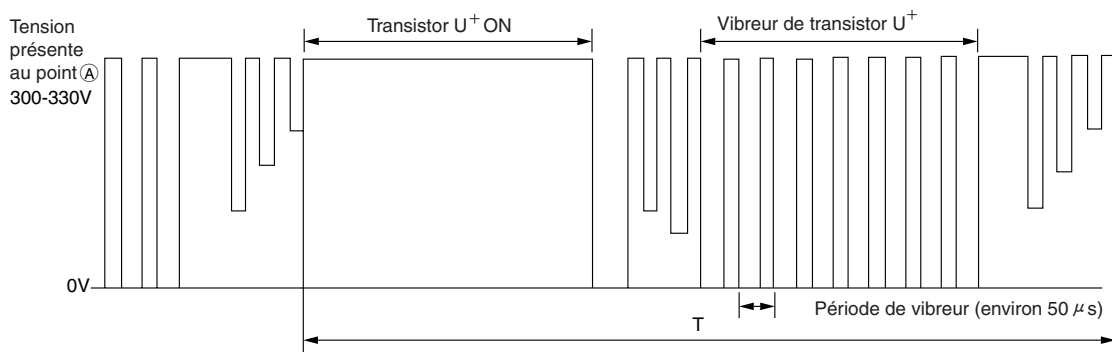 Tension
présente
au point Ⓐ
300-330V
Transistor U⁺ ON
Vibreur de transistor U⁺
0V
Période de vibreur (environ 50 μs)
T